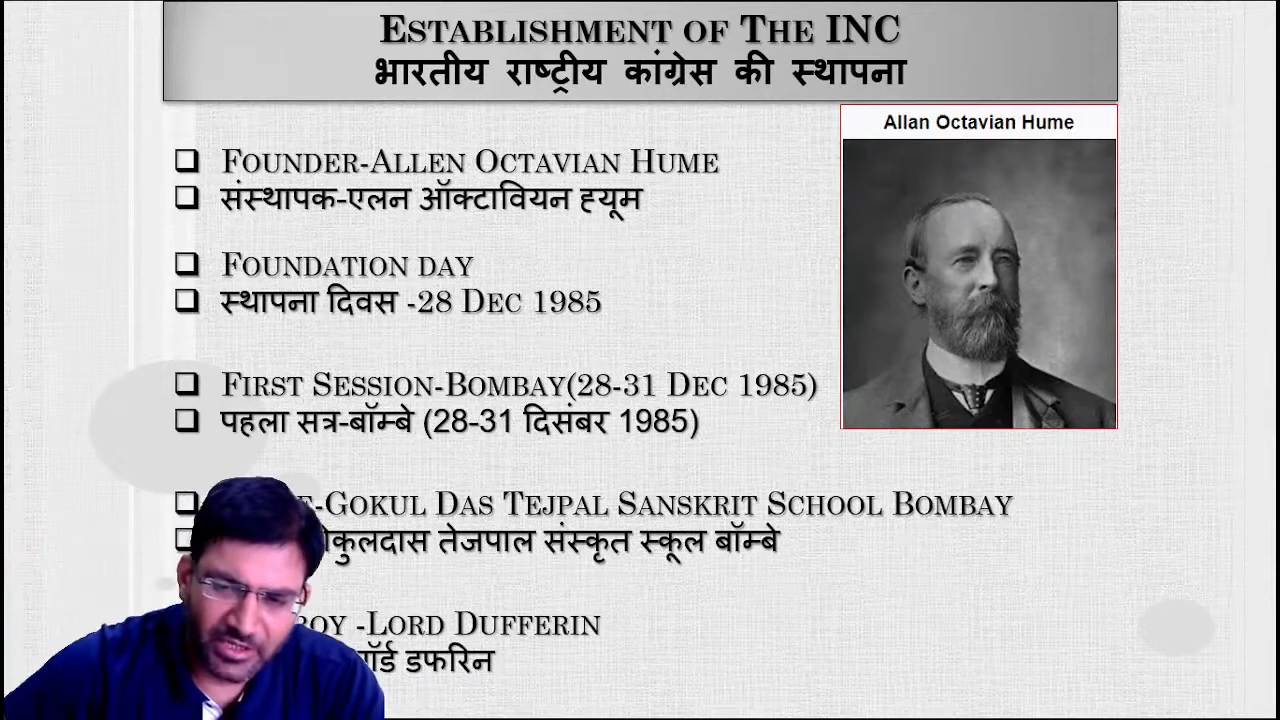 Establishment of The INC
भारतीय राष्ट्रीय कांग्रेस की स्थापना
Allan Octavian Hume
Founder-Allen Octavian Hume
संस्थापक-एलन ऑक्टावियन ह्यूम
Foundation day
स्थापना दिवस -28 Dec 1985
First Session-Bombay(28-31 Dec 1985)
पहला सत्र-बॉम्बे (28-31 दिसंबर 1985)
-Gokul Das Tejpal Sanskrit School Bombay
तेजपाल संस्कृत स्कूल बॉम्बे
-Lord Dufferin
डफरिन